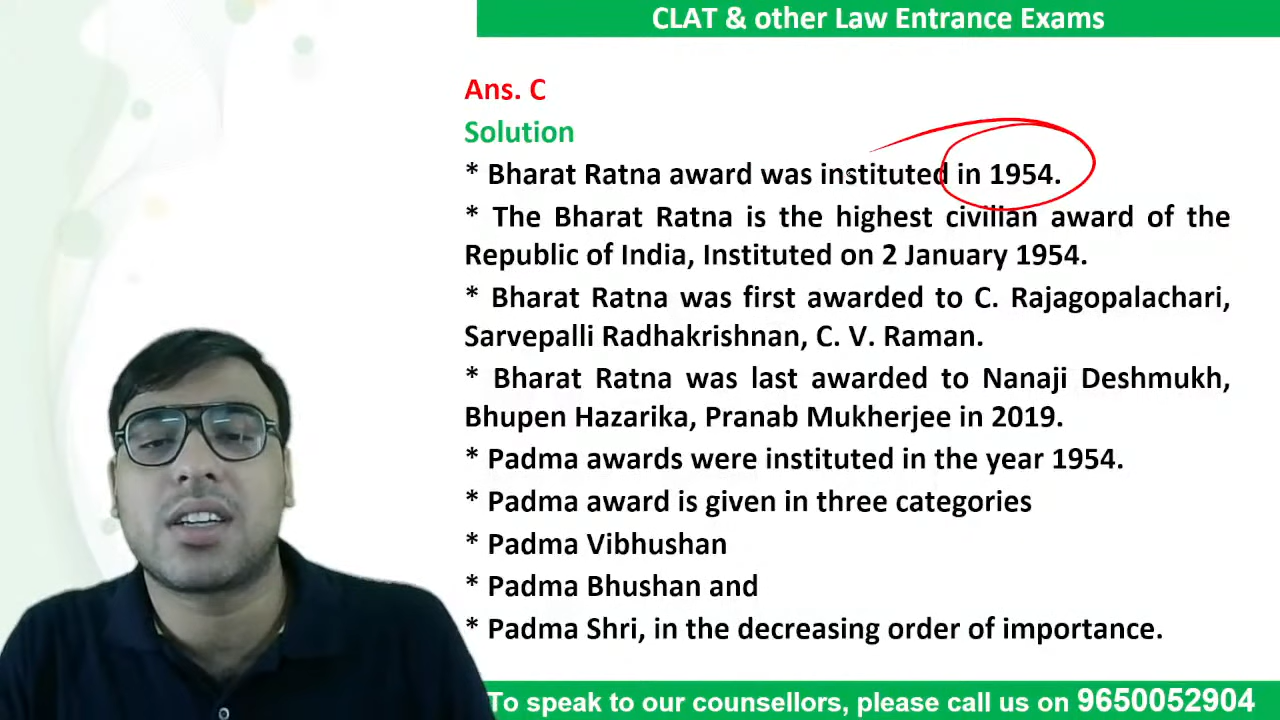 CLAT & other Law Entrance Exams
Ans. C
Solution
* Bharat Ratna award was instituted in 1954.
* The Bharat Ratna is the highest civilian award of the
Republic of India, Instituted on 2 January 1954.
* Bharat Ratna was first awarded to C. Rajagopalachari,
Sarvepalli Radhakrishnan, C. V. Raman.
* Bharat Ratna was last awarded to Nanaji Deshmukh,
Bhupen Hazarika, Pranab Mukherjee in 2019.
* Padma awards were instituted in the year 1954.
* Padma award is given in three categories
* Padma Vibhushan
* Padma Bhushan and
* Padma Shri, in the decreasing order of importance.
To speak to our counsellors, please call us on 9650052904